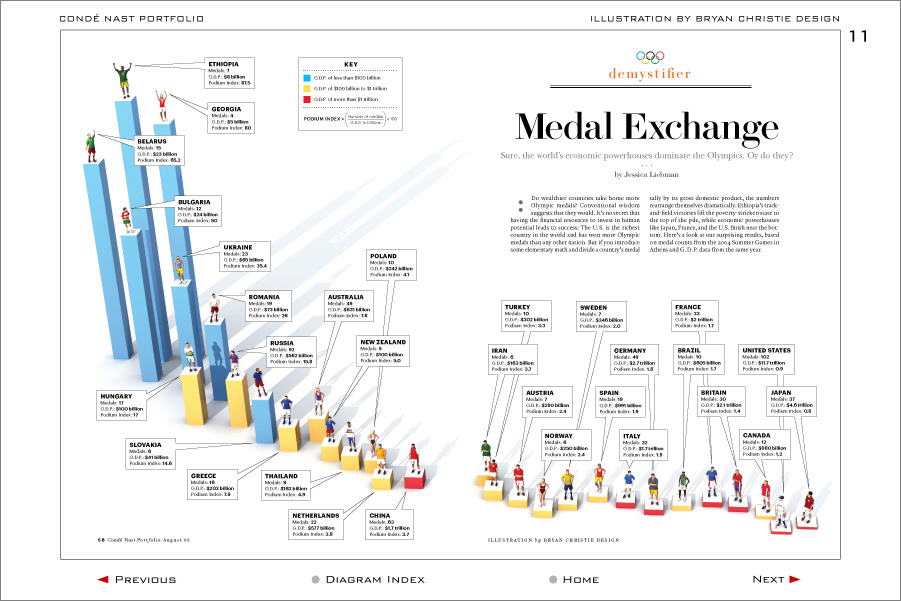 CONDÉ NAST PORTFOLIO
ILLUSTRATION BY BRYAN CHRISTIE DESIGN
11
KEY
G.D.P. of less than $100 billion
G.D.P. of $100 billion to $1 trillion
G.D.P. of more than $1 trillion
PODIUM INDEX = (Number of medals / G.D.P. in billions) x 100
demystifier
Medal Exchange
Sure, the world's economic powerhouses dominate the Olympics. Or do they?
by Jessica Liebman
Do wealthier countries take home more
Olympic medals? Conventional wisdom
suggests that they would. It's no secret that
having the financial resources to invest in human
potential leads to success: The U.S. is the richest
country in the world and has won more Olympic
medals than any other nation. But if you introduce
some elementary math and divide a country's medal
tally by its gross domestic product, the numbers
rearrange themselves dramatically. Ethiopia's track-
and-field victories lift the poverty-stricken state to
the top of the pile, while economic powerhouses
like Japan, France, and the U.S. finish near the bot-
tom. Here's a look at our surprising results, based
on medal counts from the 2004 Summer Games in
Athens and G.D.P. data from the same year.
ETHIOPIA
Medals: 7
G.D.P.: $8 billion
Podium Index: 87.5
GEORGIA
Medals: 4
G.D.P.: $5 billion
Podium Index: 80
BELARUS
Medals: 15
G.D.P.: $23 billion
Podium Index: 65.2
BULGARIA
Medals: 12
G.D.P.: $24 billion
Podium Index: 50
UKRAINE
Medals: 23
G.D.P.: $65 billion
Podium Index: 35.4
ROMANIA
Medals: 19
G.D.P.: $73 billion
Podium Index: 26
HUNGARY
Medals: 17
G.D.P.: $100 billion
Podium Index: 17
RUSSIA
Medals: 92
G.D.P.: $582 billion
Podium Index: 15.8
SLOVAKIA
Medals: 6
G.D.P.: $41 billion
Podium Index: 14.6
GREECE
Medals: 16
G.D.P.: $203 billion
Podium Index: 7.9
AUSTRALIA
Medals: 49
G.D.P.: $631 billion
Podium Index: 7.8
NEW ZEALAND
Medals: 5
G.D.P.: $100 billion
Podium Index: 5.0
THAILAND
Medals: 8
G.D.P.: $163 billion
Podium Index: 4.9
POLAND
Medals: 10
G.D.P.: $242 billion
Podium Index: 4.1
NETHERLANDS
Medals: 22
G.D.P.: $577 billion
Podium Index: 3.8
CHINA
Medals: 63
G.D.P.: $1.7 trillion
Podium Index: 3.7
IRAN
Medals: 6
G.D.P.: $163 billion
Podium Index: 3.7
TURKEY
Medals: 10
G.D.P.: $302 billion
Podium Index: 3.3
AUSTRIA
Medals: 7
G.D.P.: $290 billion
Podium Index: 2.4
NORWAY
Medals: 6
G.D.P.: $250 billion
Podium Index: 2.4
SWEDEN
Medals: 7
G.D.P.: $346 billion
Podium Index: 2.0
SPAIN
Medals: 19
G.D.P.: $991 billion
Podium Index: 1.9
ITALY
Medals: 32
G.D.P.: $1.7 trillion
Podium Index: 1.9
GERMANY
Medals: 49
G.D.P.: $2.7 trillion
Podium Index: 1.8
FRANCE
Medals: 33
G.D.P.: $2 trillion
Podium Index: 1.7
BRAZIL
Medals: 10
G.D.P.: $605 billion
Podium Index: 1.7
BRITAIN
Medals: 30
G.D.P.: $2.1 trillion
Podium Index: 1.4
CANADA
Medals: 12
G.D.P.: $980 billion
Podium Index: 1.2
UNITED STATES
Medals: 102
G.D.P.: $11.7 trillion
Podium Index: 0.9
JAPAN
Medals: 37
G.D.P.: $4.6 trillion
Podium Index: 0.8
58 Condé Nast Portfolio. August.08
ILLUSTRATION by BRYAN CHRISTIE DESIGN
PREVIOUS
DIAGRAM INDEX
HOME
NEXT